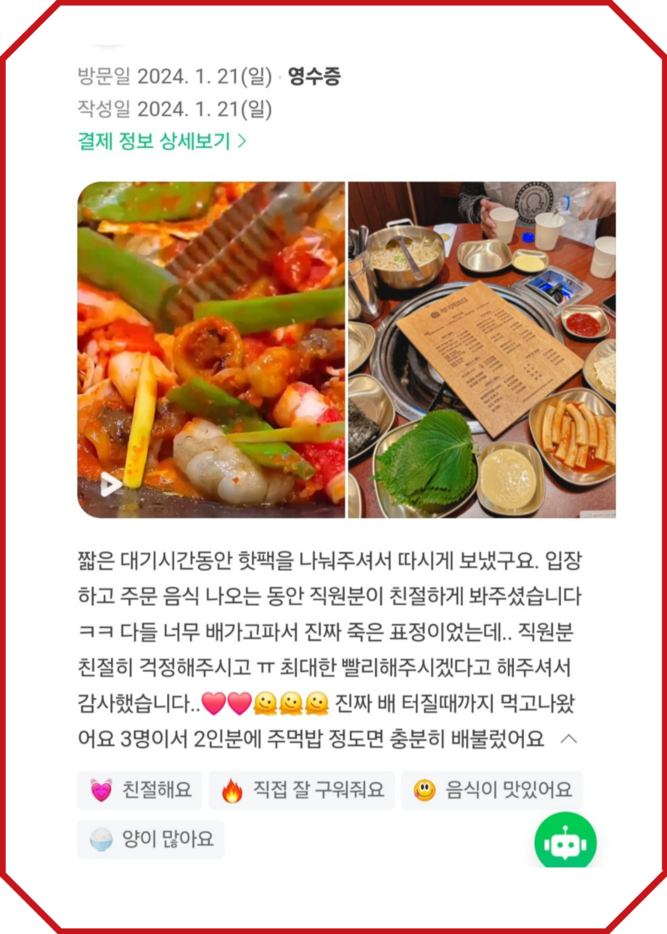 방문일 2024. 1. 21(일) · 영수증
작성일 2024. 1. 21(일)
결제 정보 상세보기 >
짧은 대기시간동안 핫팩을 나눠주셔서 따시게 보냈구요. 입장
하고 주문 음식 나오는 동안 직원분이 친절하게 봐주셨습니다
ㅋㅋ 다들 너무 배가고파서 진짜 죽은 표정이었는데.. 직원분
친절히 걱정해주시고 ㅠ 최대한 빨리해주시겠다고 해주셔서
감사했습니다..❤️❤️🫠🫠🫠 진짜 배 터질때까지 먹고나왔
어요 3명이서 2인분에 주먹밥 정도면 충분히 배불렀어요
💓 친절해요 🔥 직접 잘 구워줘요 😋 음식이 맛있어요
🍚 양이 많아요